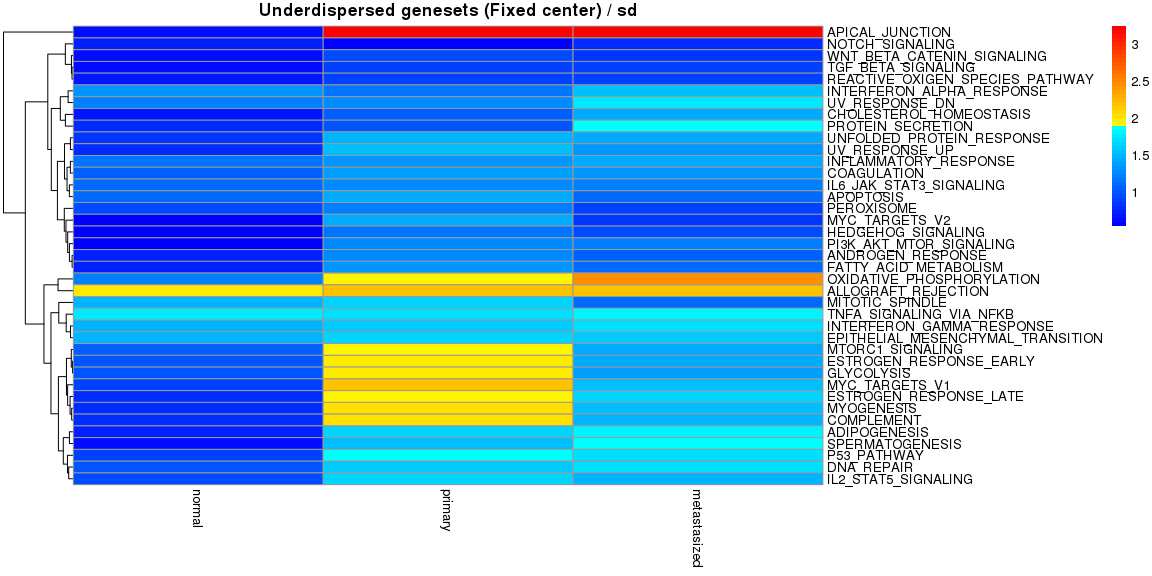 Underdispersed genesets (Fixed center) / sd
APICAL_JUNCTION
NOTCH_SIGNALING
WNT_BETA_CATENIN_SIGNALING
TGF_BETA_SIGNALING
REACTIVE_OXIGEN_SPECIES_PATHWAY
INTERFERON_ALPHA_RESPONSE
UV_RESPONSE_DN
CHOLESTEROL_HOMEOSTASIS
PROTEIN_SECRETION
UNFOLDED_PROTEIN_RESPONSE
UV_RESPONSE_UP
INFLAMMATORY_RESPONSE
COAGULATION
IL6_JAK_STAT3_SIGNALING
APOPTOSIS
PEROXISOME
MYC_TARGETS_V2
HEDGEHOG_SIGNALING
PI3K_AKT_MTOR_SIGNALING
ANDROGEN_RESPONSE
FATTY_ACID_METABOLISM
OXIDATIVE_PHOSPHORYLATION
ALLOGRAFT_REJECTION
MITOTIC_SPINDLE
TNFA_SIGNALING_VIA_NFKB
INTERFERON_GAMMA_RESPONSE
EPITHELIAL_MESENCHYMAL_TRANSITION
MTORC1_SIGNALING
ESTROGEN_RESPONSE_EARLY
GLYCOLYSIS
MYC_TARGETS_V1
ESTROGEN_RESPONSE_LATE
MYOGENESIS
COMPLEMENT
ADIPOGENESIS
SPERMATOGENESIS
P53_PATHWAY
DNA_REPAIR
IL2_STAT5_SIGNALING
normal
primary
metastasized
3
2.5
2
1.5
1